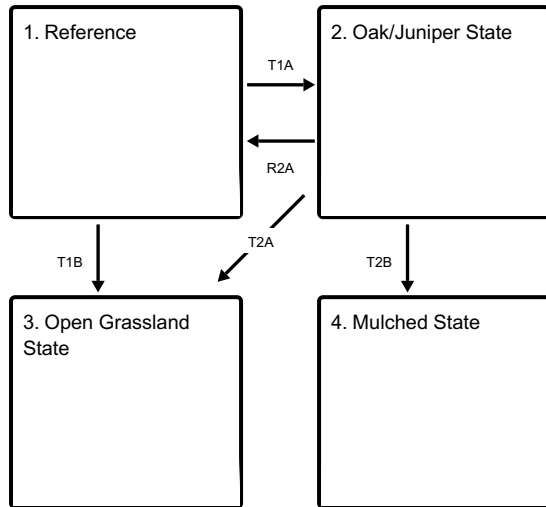 1. Reference
2. Oak/Juniper State
T1A
R2A
T1B
T2A
T2B
3. Open Grassland
State
4. Mulched State